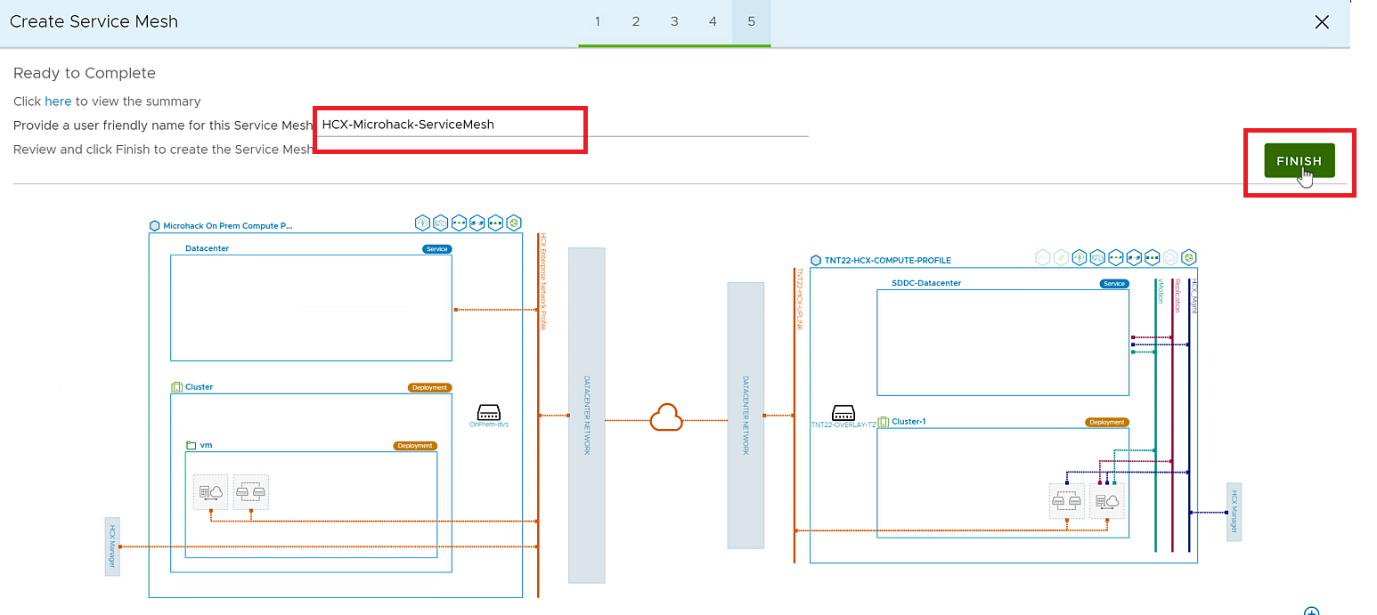 Create Service Mesh
1 2 3 4 5
Ready to Complete
Click here to view the summary
Provide a user friendly name for this Service Mesh HCX-Microhack-ServiceMesh
Review and click Finish to create the Service Mesh
FINISH
Microhack On Prem Compute P...
Datacenter
Service
HCX Enterprise Network Profile
Cluster
Deployment
OnPrem-dvs
vm
Deployment
HCX Manager
DATACENTER NETWORK
DATACENTER NETWORK
TNT22-HCX-COMPUTE-PROFILE
TNT22-HCX-UPLINK
SDDC-Datacenter
Service
vMotion
Replication
HCX_Mgmt
TNT22-OVERLAY-TZ
Cluster-1
Deployment
HCX Manager